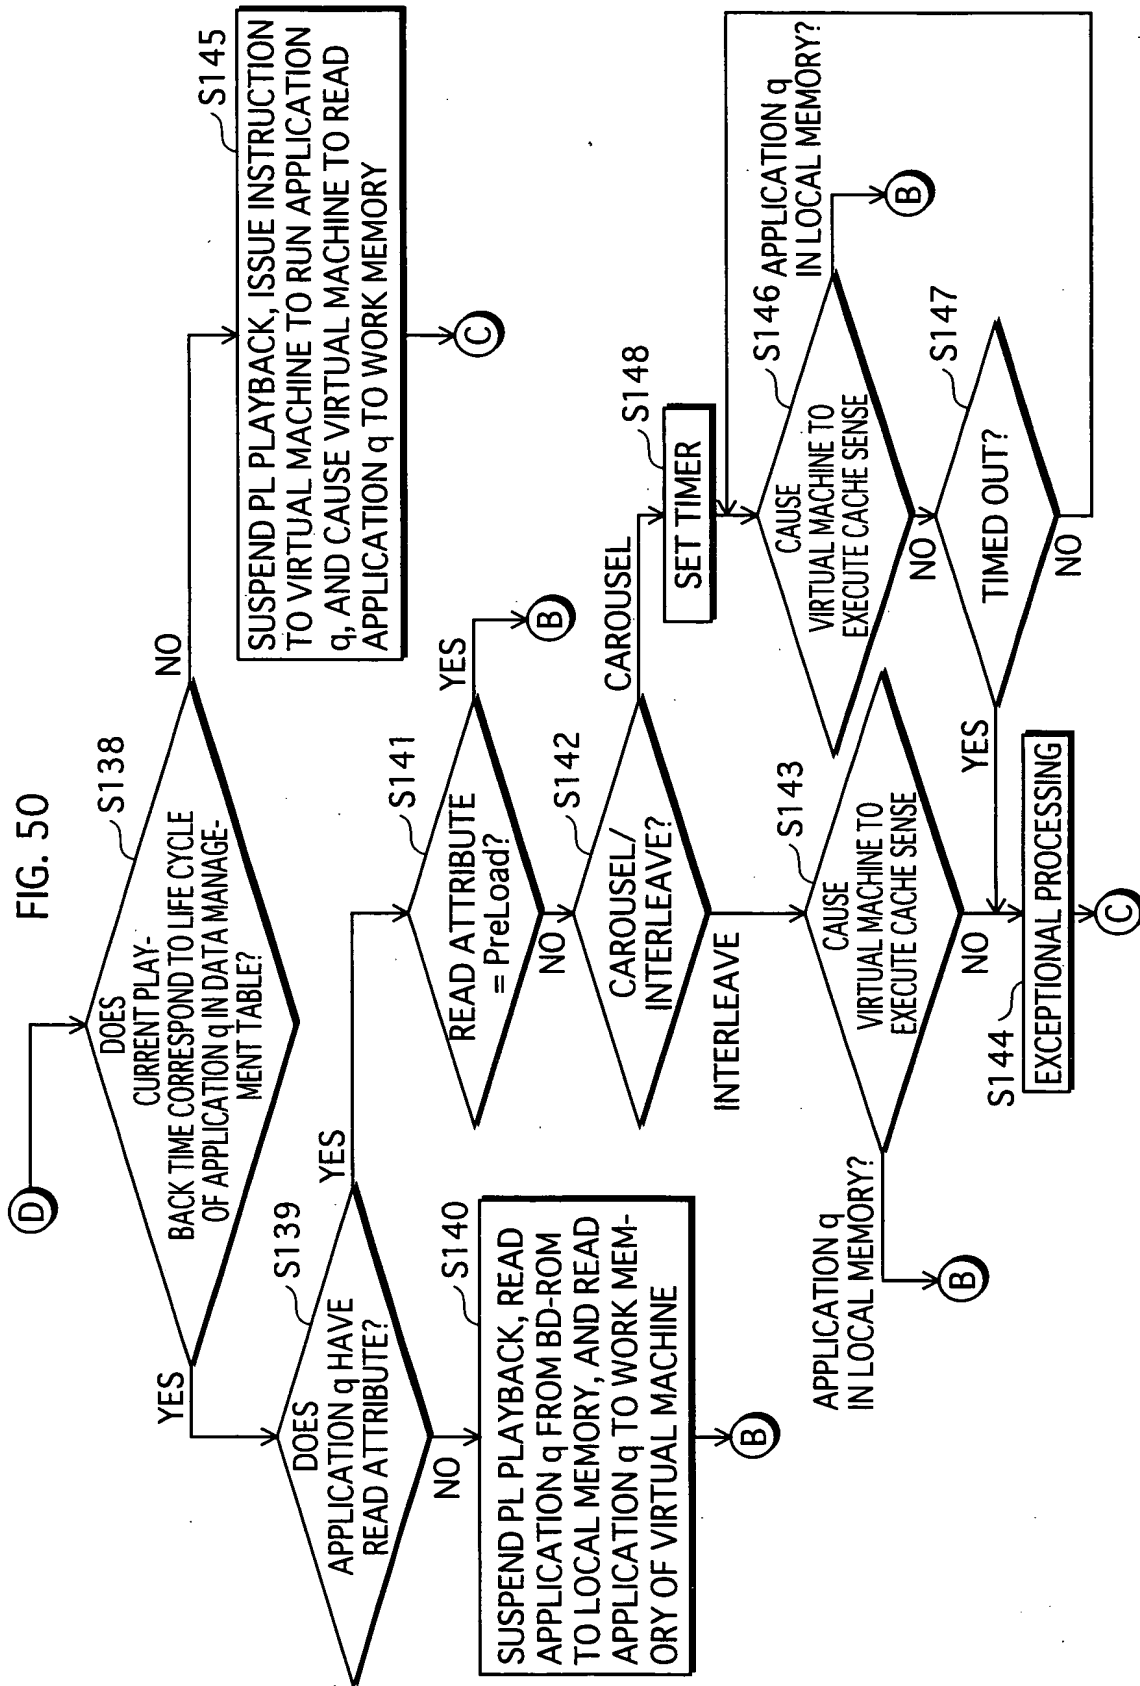 FIG. 50
D
S138
DOES
CURRENT PLAY-
BACK TIME CORRESPOND TO LIFE CYCLE
OF APPLICATION q IN DATA MANAGE-
MENT TABLE?
YES
NO
S145
SUSPEND PL PLAYBACK, ISSUE INSTRUCTION
TO VIRTUAL MACHINE TO RUN APPLICATION
q, AND CAUSE VIRTUAL MACHINE TO READ
APPLICATION q TO WORK MEMORY
C
S139
DOES
APPLICATION q HAVE
READ ATTRIBUTE?
YES
NO
S140
SUSPEND PL PLAYBACK, READ
APPLICATION q FROM BD-ROM
TO LOCAL MEMORY, AND READ
APPLICATION q TO WORK MEM-
ORY OF VIRTUAL MACHINE
B
S141
READ ATTRIBUTE
= PreLoad?
YES
B
NO
S142
CAROUSEL/
INTERLEAVE?
CAROUSEL
INTERLEAVE
S148
SET TIMER
S143
CAUSE
VIRTUAL MACHINE TO
EXECUTE CACHE SENSE
APPLICATION q
IN LOCAL MEMORY?
B
NO
S144
EXCEPTIONAL PROCESSING
C
S146
CAUSE
VIRTUAL MACHINE TO
EXECUTE CACHE SENSE
APPLICATION q
IN LOCAL MEMORY?
B
NO
S147
TIMED OUT?
YES
NO